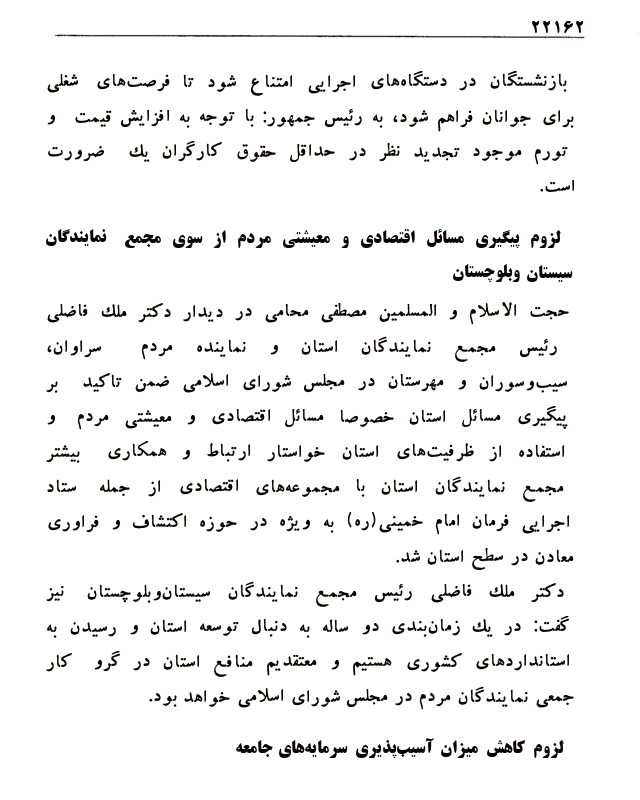 ۲۲۱۶۲
بازنشستگان در دستگاه‌های اجرایی امتناع شود تا فرصت‌های شغلی
برای جوانان فراهم شود، به رئیس جمهور: با توجه به افزایش قیمت و
تورم موجود تجدید نظر در حداقل حقوق کارگران یك ضرورت
است.
لزوم پیگیری مسائل اقتصادی و معیشتی مردم از سوی مجمع نمایندگان
سیستان وبلوچستان
حجت الاسلام و المسلمین مصطفی محامی در دیدار دکتر ملك فاضلی
رئیس مجمع نمایندگان استان و نماینده مردم سراوان،
سیب‌وسوران و مهرستان در مجلس شورای اسلامی ضمن تاکید بر
پیگیری مسائل استان خصوصا مسائل اقتصادی و معیشتی مردم و
استفاده از ظرفیت‌های استان خواستار ارتباط و همکاری بیشتر
مجمع نمایندگان استان با مجموعه‌های اقتصادی از جمله ستاد
اجرایی فرمان امام خمینی(ره) به ویژه در حوزه اکتشاف و فراوری
معادن در سطح استان شد.
دکتر ملك فاضلی رئیس مجمع نمایندگان سیستان‌وبلوچستان نیز
گفت: در یك زمان‌بندی دو ساله به دنبال توسعه استان و رسیدن به
استانداردهای کشوری هستیم و معتقدیم منافع استان در گرو کار
جمعی نمایندگان مردم در مجلس شورای اسلامی خواهد بود.
لزوم کاهش میزان آسیب‌پذیری سرمایه‌های جامعه